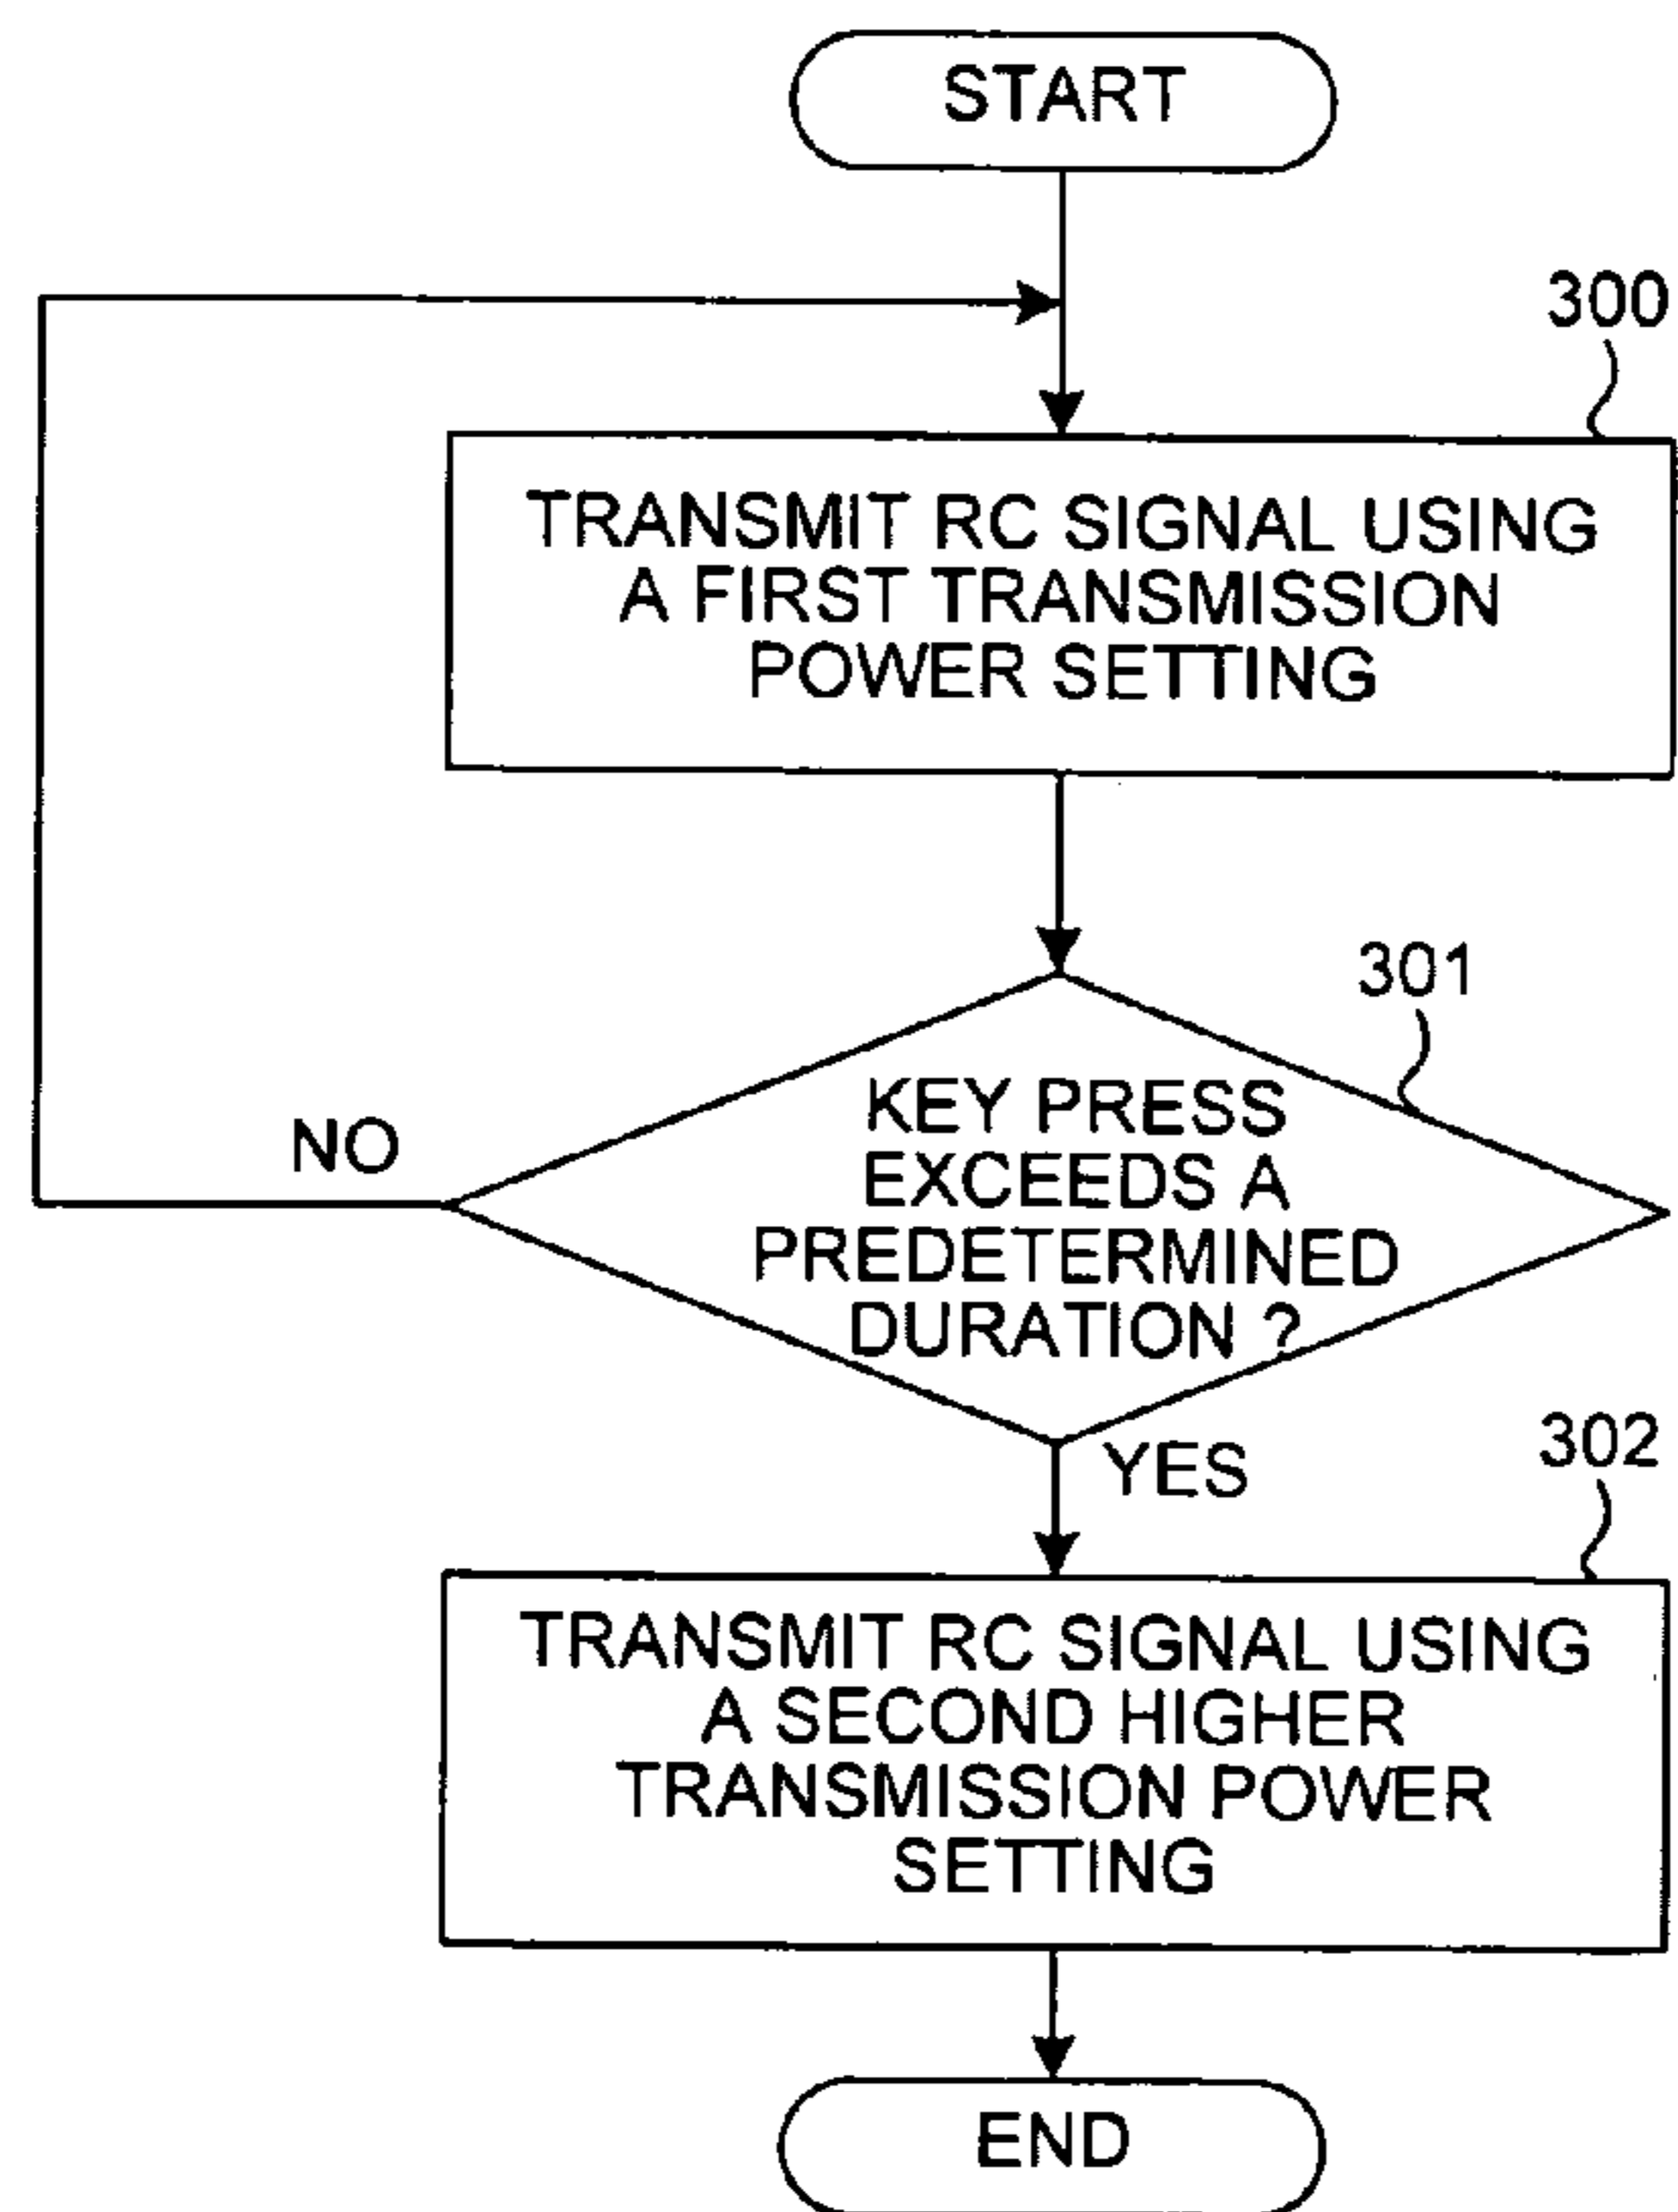 START
300
TRANSMIT RC SIGNAL USING
A FIRST TRANSMISSION
POWER SETTING
301
KEY PRESS
EXCEEDS A
PREDETERMINED
DURATION ?
NO
YES
302
TRANSMIT RC SIGNAL USING
A SECOND HIGHER
TRANSMISSION POWER
SETTING
END